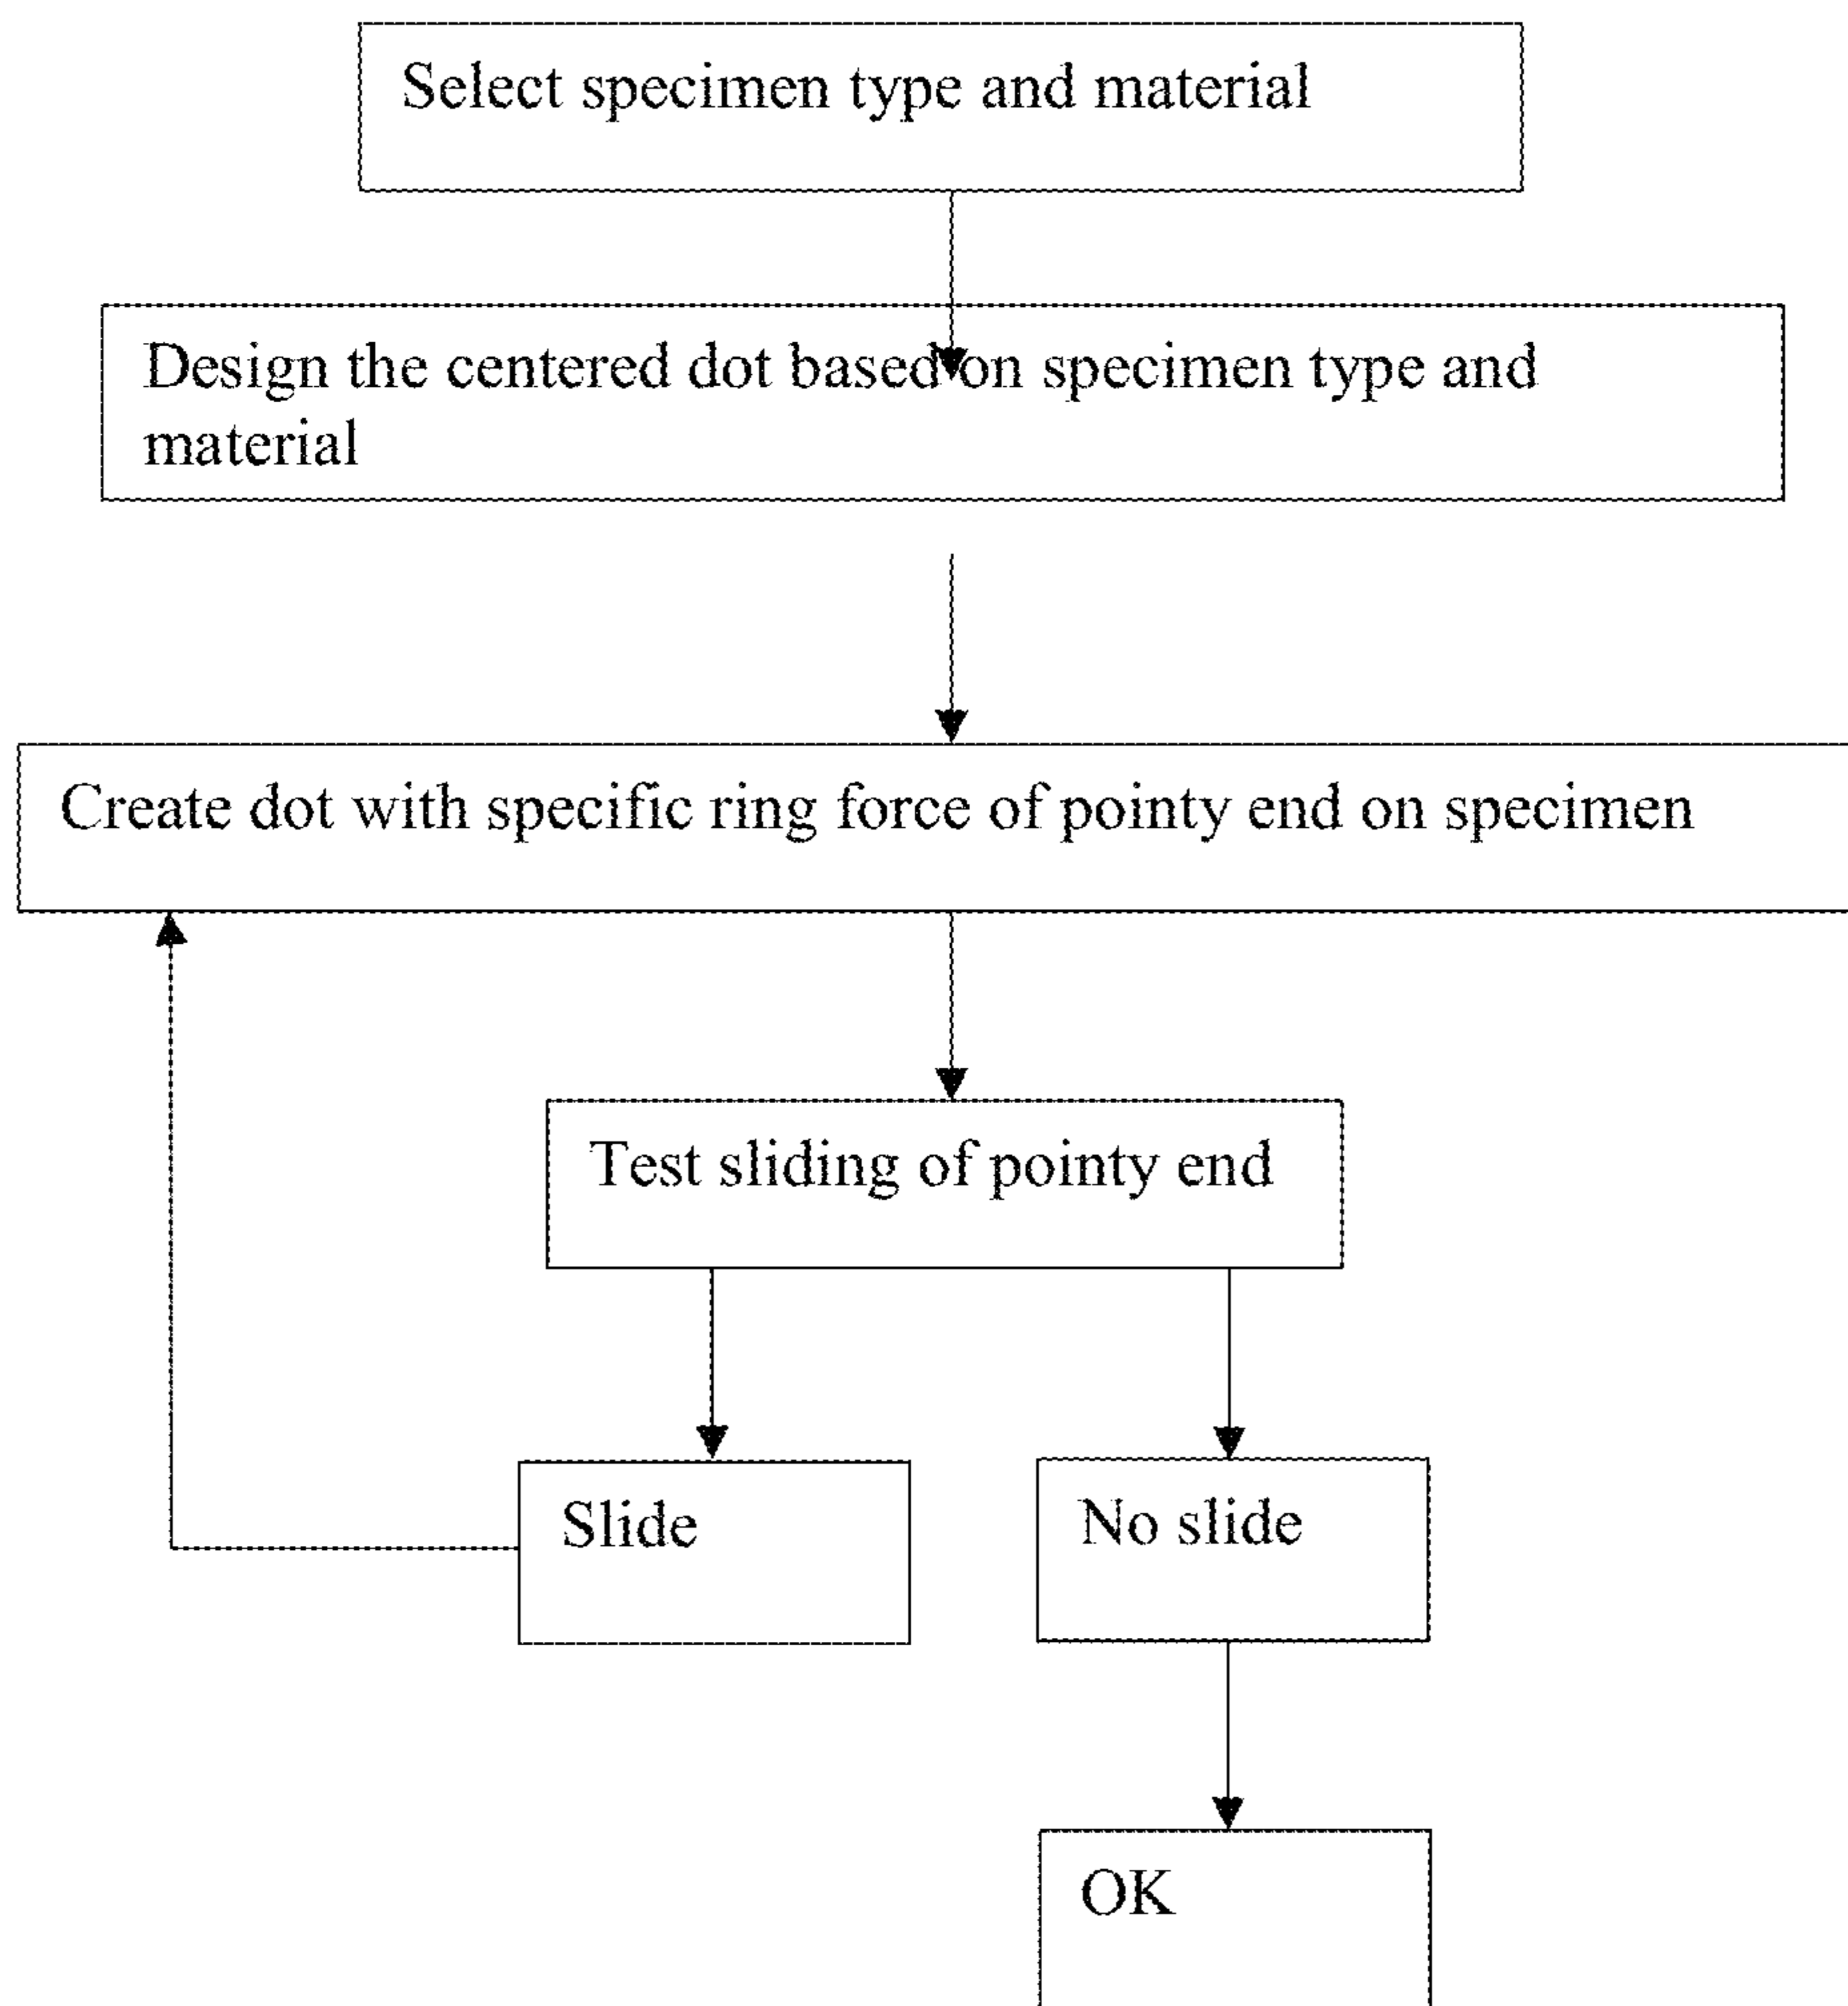 Select specimen type and material
Design the centered dot based on specimen type and
material
Create dot with specific ring force of pointy end on specimen
Test sliding of pointy end
Slide
No slide
OK